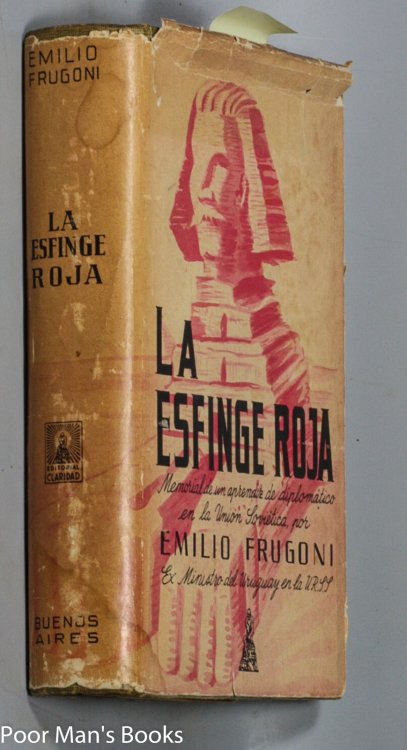 EMILIO
FRUGONI
LA
ESFINGE
ROJA
EDITORIAL
CLARIDAD
BUENOS
AIRES
LA
ESFINGE ROJA
Memorial de un aprendiz de diplomático
en la Unión Soviética, por
EMILIO FRUGONI
Ex Ministro del Uruguay en la U.R.S.S
Poor Man's Books